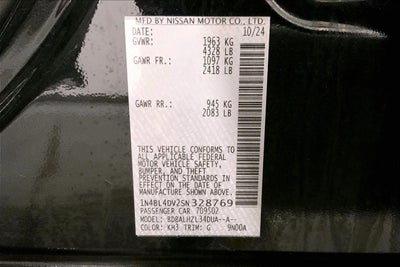 MFD BY NISSAN MOTOR CO., LTD.
DATE: 10/24
GVWR: 1963 KG
4328 LB
GAWR FR.: 1097 KG
2418 LB
GAWR RR.: 945 KG
2083 LB
THIS VEHICLE CONFORMS TO
ALL APPLICABLE FEDERAL
MOTOR VEHICLE SAFETY,
BUMPER, AND THEFT
PREVENTION STANDARDS IN
EFFECT ON THE DATE OF
MANUFACTURE SHOWN ABOVE.
1N4BL4DV2SN328769
PASSENGER CAR 709502
MODEL: BDBALHZL34DUA--A--
COLOR: KH3 TRIM: G 9N00A